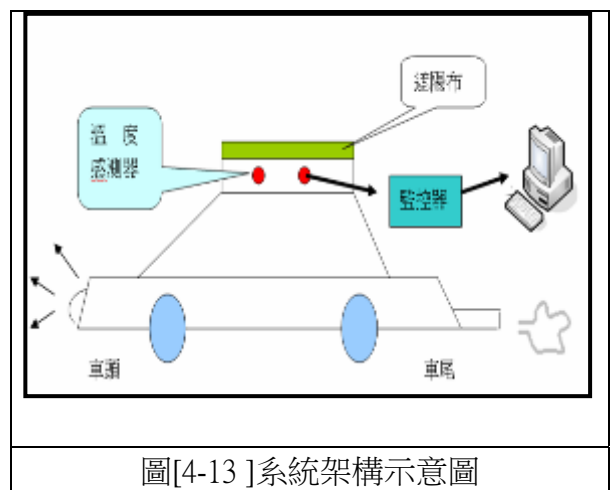 遮陽布
溫 度
感測器
監控器
車頭
車尾
圖[4-13 ]系統架構示意圖